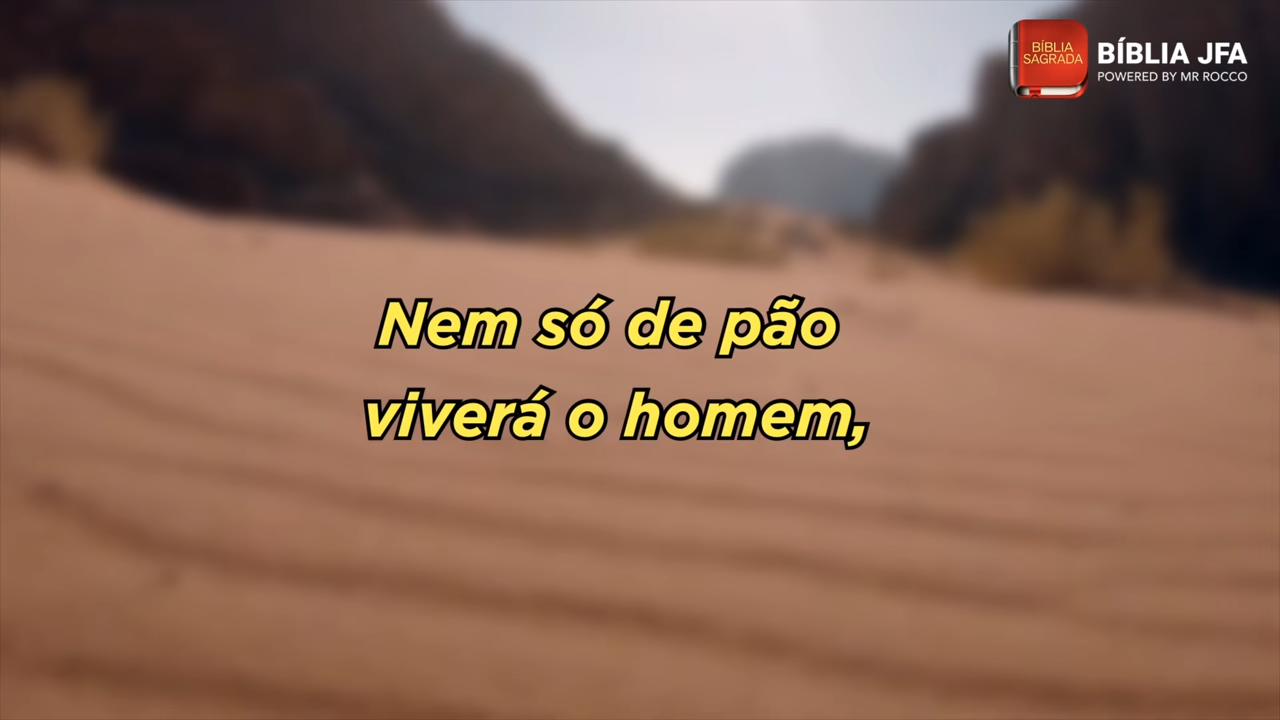 BÍBLIA
SAGRADA
BÍBLIA JFA
POWERED BY MR ROCCO
Nem só de pão
viverá o homem,